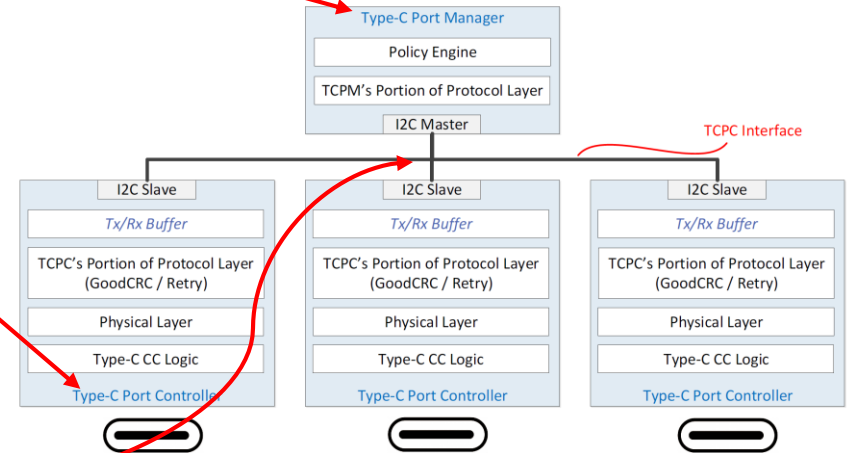 Type-C Port Manager
Policy Engine
TCPM's Portion of Protocol Layer
I2C Master
TCPC Interface
I2C Slave
Tx/Rx Buffer
TCPC's Portion of Protocol Layer
(GoodCRC / Retry)
Physical Layer
Type-C CC Logic
Type-C Port Controller
I2C Slave
Tx/Rx Buffer
TCPC's Portion of Protocol Layer
(GoodCRC / Retry)
Physical Layer
Type-C CC Logic
Type-C Port Controller
I2C Slave
Tx/Rx Buffer
TCPC's Portion of Protocol Layer
(GoodCRC / Retry)
Physical Layer
Type-C CC Logic
Type-C Port Controller